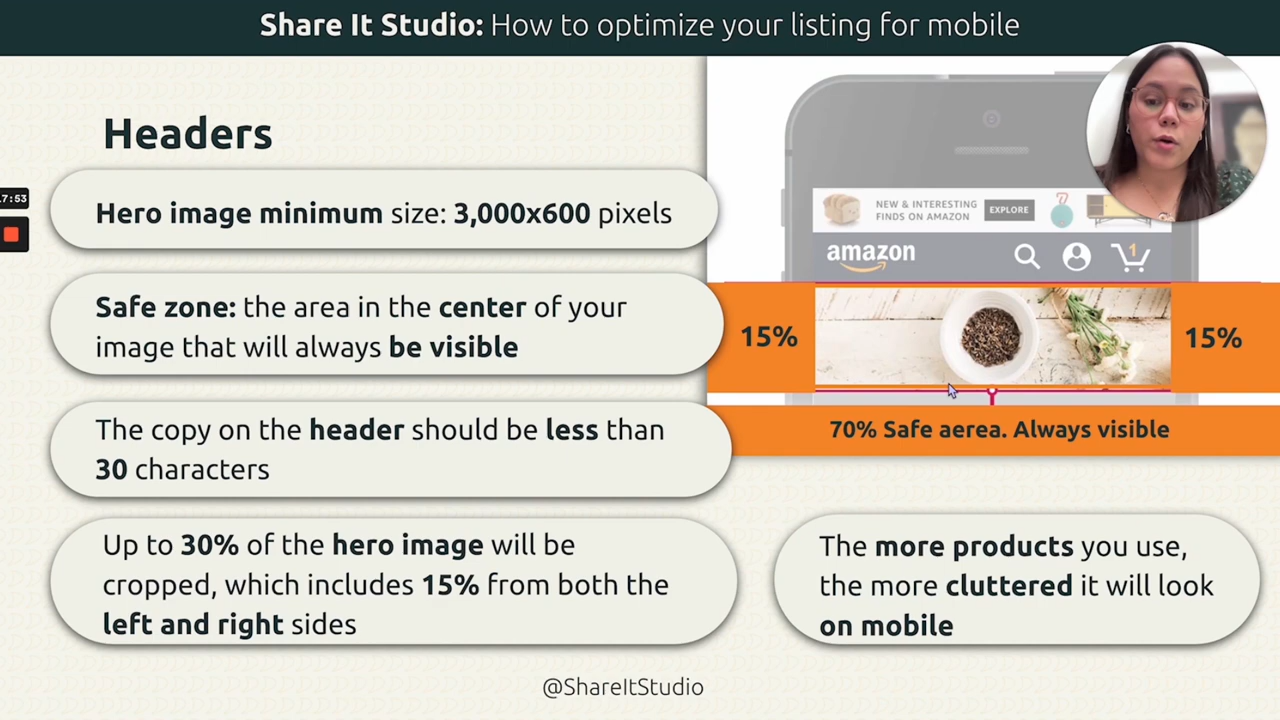 Share It Studio: How to optimize your listing for mobile
Headers
7:53
Hero image minimum size: 3,000x600 pixels
Safe zone: the area in the center of your
image that will always be visible
The copy on the header should be less than
30 characters
Up to 30% of the hero image will be
cropped, which includes 15% from both the
left and right sides
NEW & INTERESTING
FINDS ON AMAZON
EXPLORE
amazon
1
15%
15%
70% Safe aerea. Always visible
The more products you use,
the more cluttered it will look
on mobile
@ShareItStudio